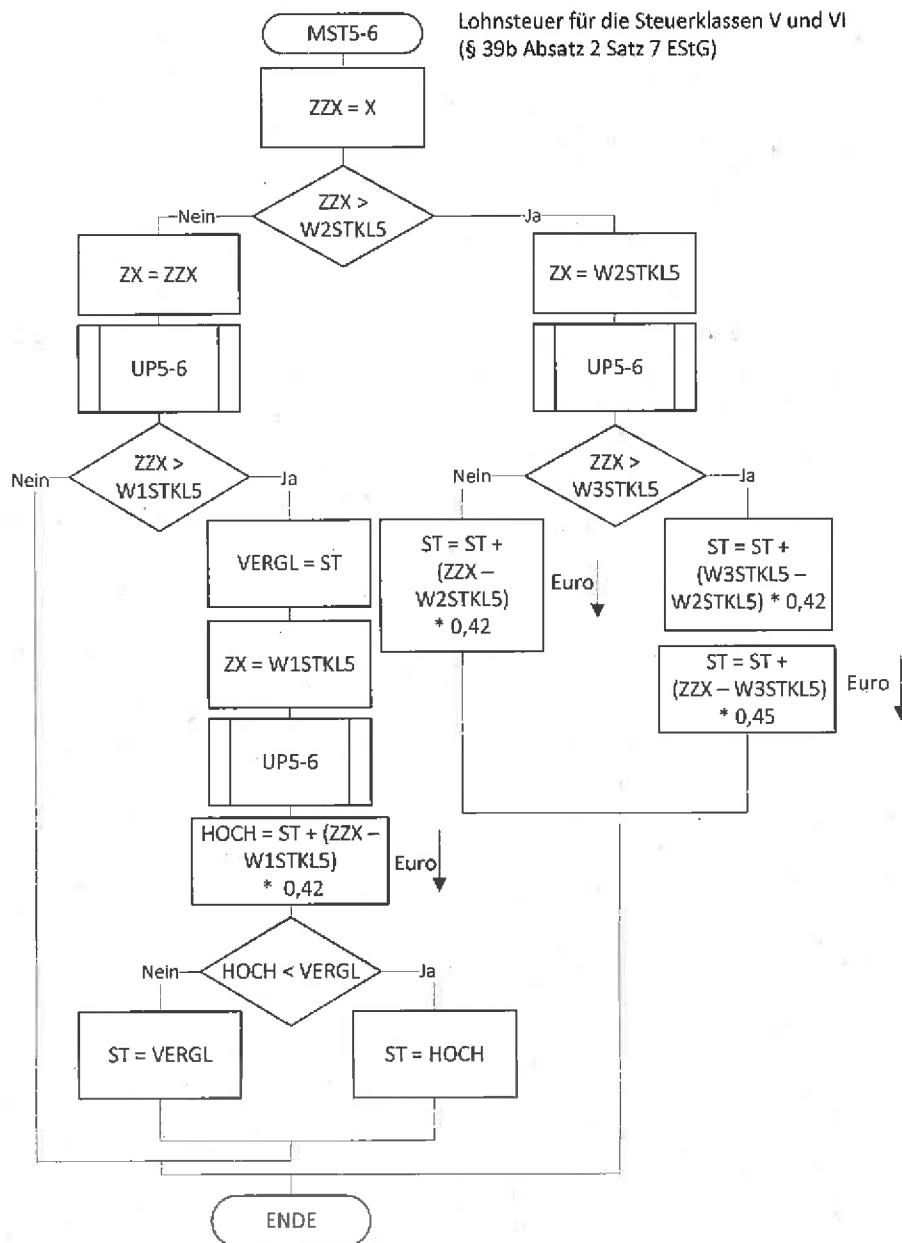 MST5-6
Lohnsteuer für die Steuerklassen V und VI
(§ 39b Absatz 2 Satz 7 EStG)
ZZX = X
ZZX >
W2STKL5
Nein
Ja
ZX = ZZX
UP5-6
ZZX >
W1STKL5
Nein
Ja
VERGL = ST
ZX = W1STKL5
UP5-6
HOCH = ST + (ZZX –
W1STKL5)
* 0,42
Euro
HOCH < VERGL
Nein
Ja
ST = VERGL
ST = HOCH
ZX = W2STKL5
UP5-6
ZZX >
W3STKL5
Nein
Ja
ST = ST +
(ZZX –
W2STKL5)
* 0,42
Euro
ST = ST +
(W3STKL5 –
W2STKL5) * 0,42
ST = ST +
(ZZX – W3STKL5)
* 0,45
Euro
ENDE